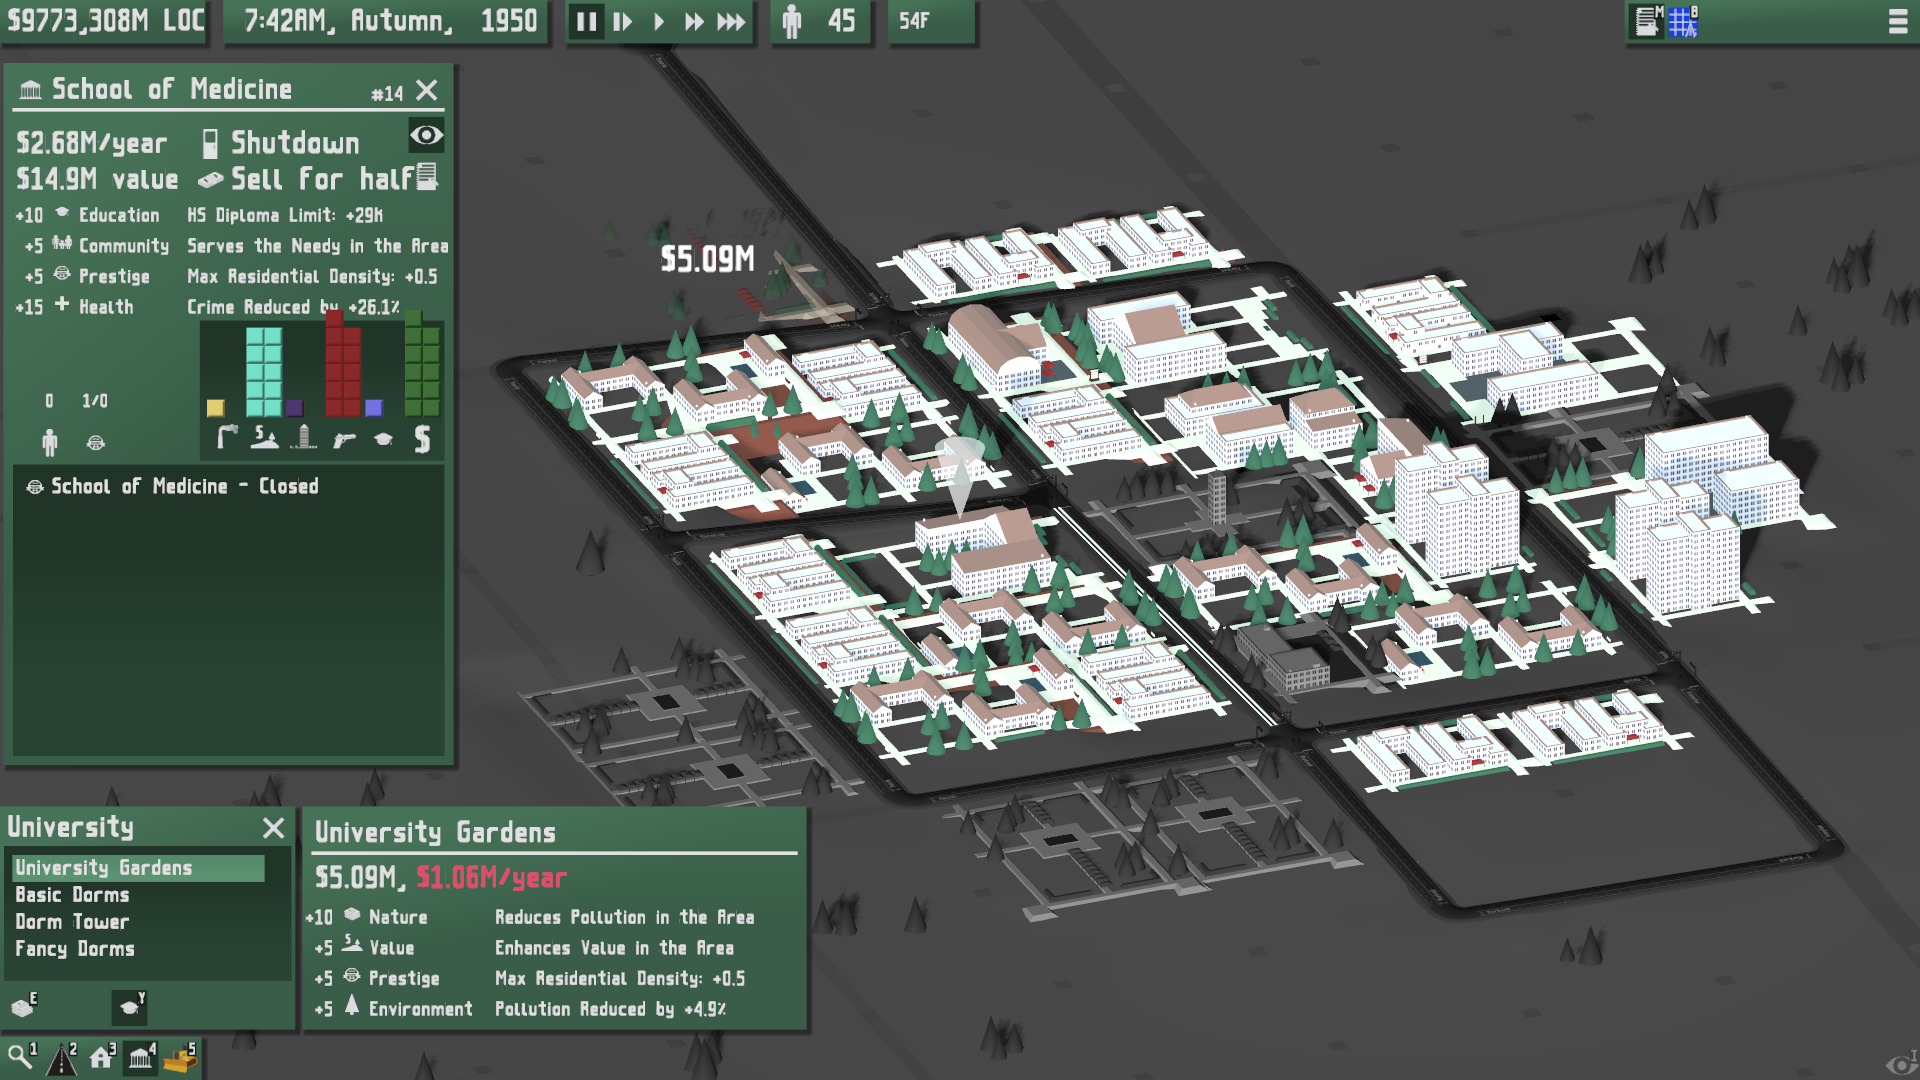 $9773,308M LOC
7:42AM, Autumn, 1950
45
54F
M
B
School of Medicine #14
$2.68M/year Shutdown
$14.9M value Sell for half
+10 Education HS Diploma Limit: +29K
+5 Community Serves the Needy in the Area
+5 Prestige Max Residential Density: +0.5
+15 Health Crime Reduced by +26.1%
0 1/0
School of Medicine - Closed
$5.09M
University
University Gardens
Basic Dorms
Dorm Tower
Fancy Dorms
E
Y
University Gardens
$5.09M, $1.06M/year
+10 Nature Reduces Pollution in the Area
+5 Value Enhances Value in the Area
+5 Prestige Max Residential Density: +0.5
+5 Environment Pollution Reduced by +4.9%
1 2 3 4 5
I